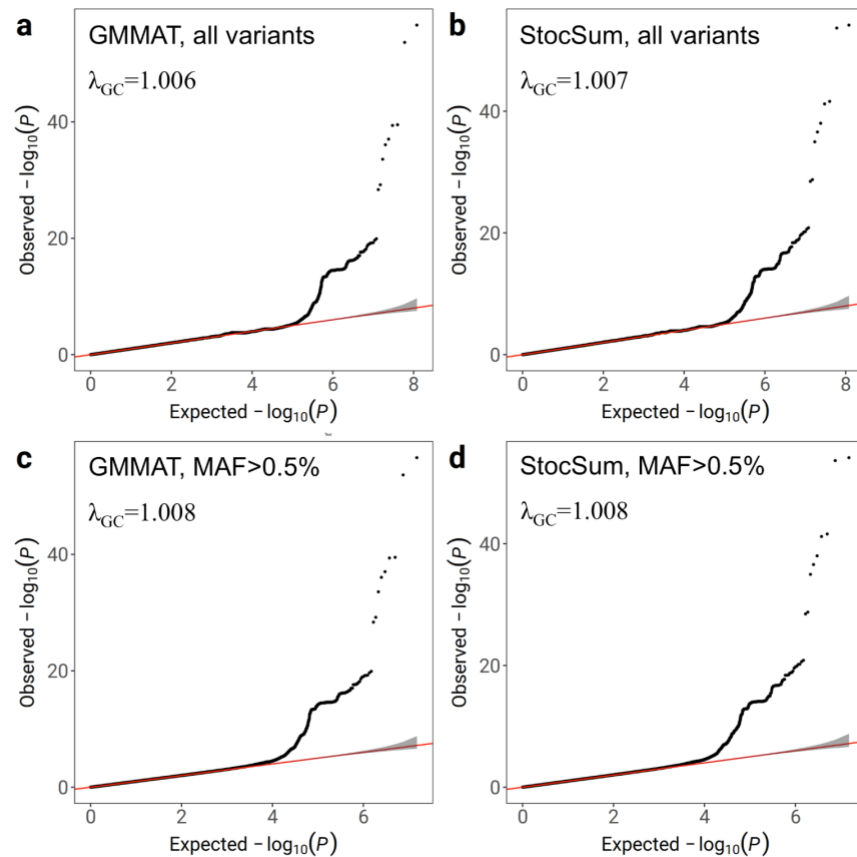 a
GMMAT, all variants
λGC=1.006
Observed −log10(P)
40
20
0
0 2 4 6 8
Expected −log10(P)
b
StocSum, all variants
λGC=1.007
Observed −log10(P)
40
20
0
0 2 4 6 8
Expected −log10(P)
c
GMMAT, MAF>0.5%
λGC=1.008
Observed −log10(P)
40
20
0
0 2 4 6
Expected −log10(P)
d
StocSum, MAF>0.5%
λGC=1.008
Observed −log10(P)
40
20
0
0 2 4 6
Expected −log10(P)